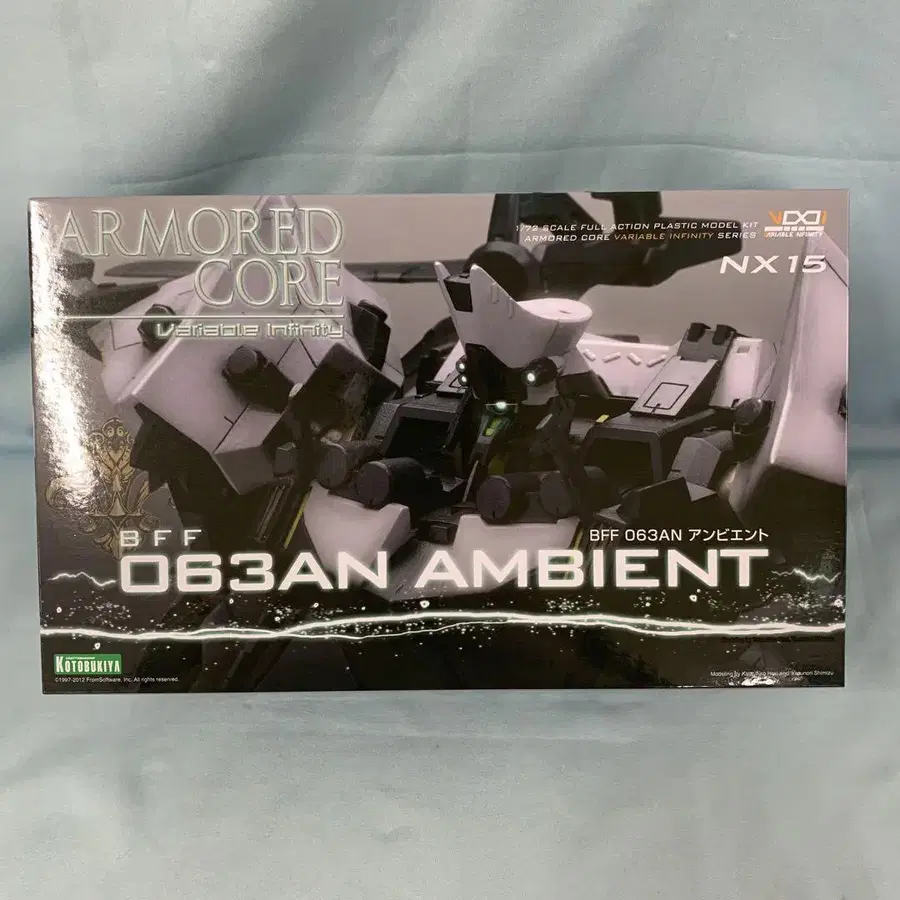 ARMORED
CORE
Variable Infinity
1/72 SCALE FULL ACTION PLASTIC MODEL KIT
ARMORED CORE VARIABLE INFINITY SERIES
VARIABLE INFINITY
NX 15
BFF
BFF 063AN アンビエント
063AN AMBIENT
KOTOBUKIYA
©1997-2012 FromSoftware, Inc. All rights reserved.